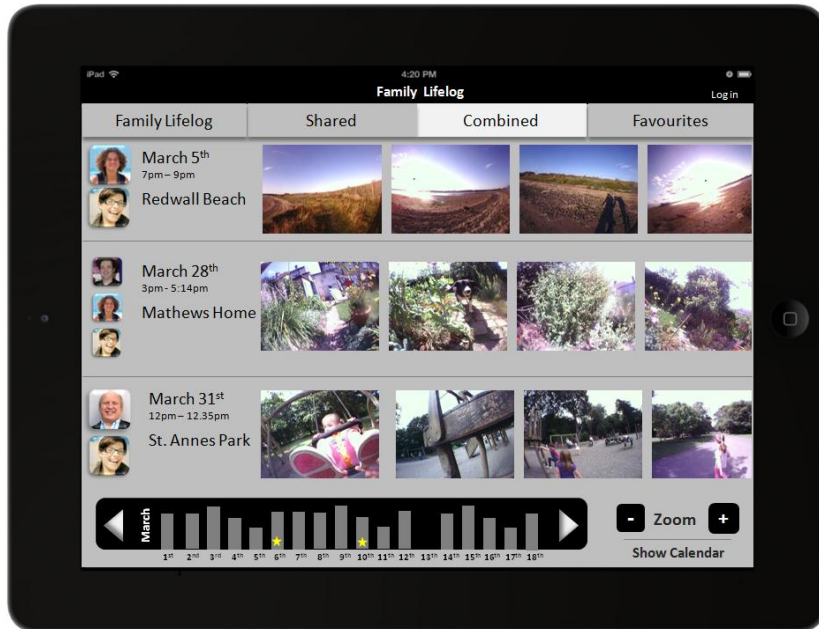 iPad
4:20 PM
Family Lifelog
Log in
Family Lifelog
Shared
Combined
Favourites
March 5th
7pm – 9pm
Redwall Beach
March 28th
3pm - 5:14pm
Mathews Home
March 31st
12pm – 12.35pm
St. Annes Park
March
1st 2nd 3rd 4th 5th 6th 7th 8th 9th 10th 11th 12th 13th 14th 15th 16th 17th 18th
- Zoom +
Show Calendar